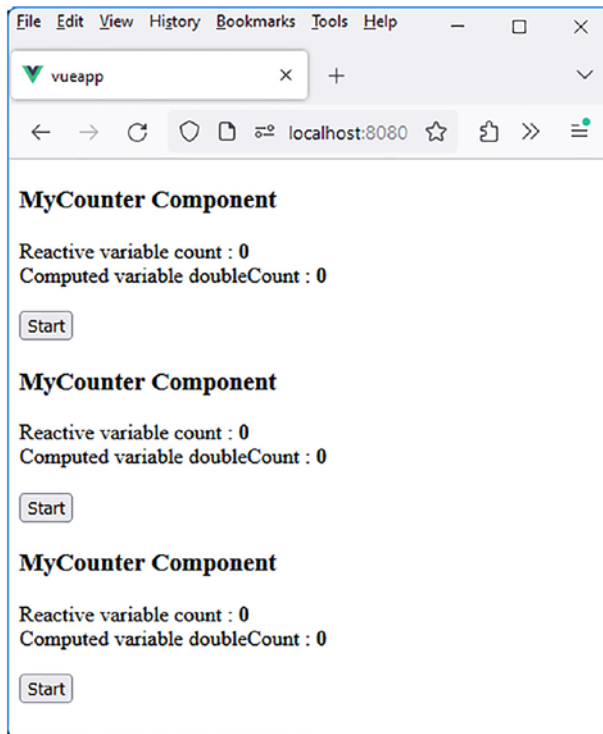 File Edit View History Bookmarks Tools Help
vueapp
localhost:8080
MyCounter Component
Reactive variable count : 0
Computed variable doubleCount : 0
Start
MyCounter Component
Reactive variable count : 0
Computed variable doubleCount : 0
Start
MyCounter Component
Reactive variable count : 0
Computed variable doubleCount : 0
Start